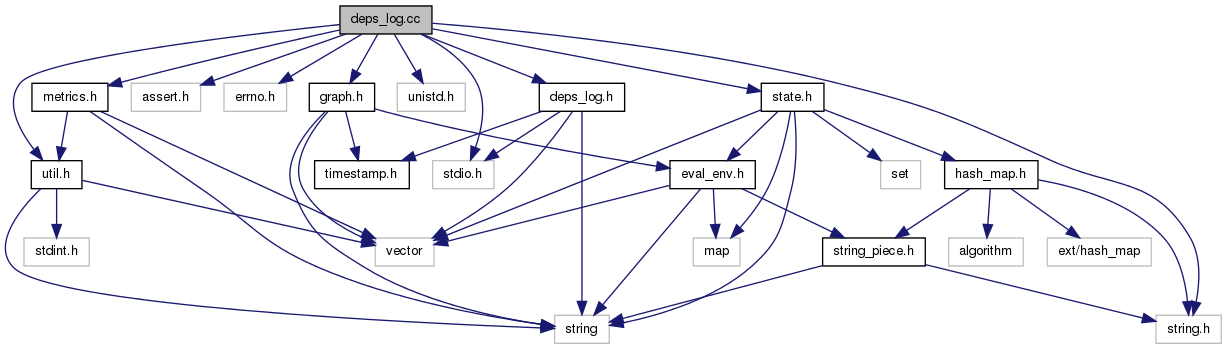 deps_log.cc
metrics.h
assert.h
errno.h
graph.h
unistd.h
deps_log.h
state.h
util.h
timestamp.h
stdio.h
eval_env.h
set
hash_map.h
stdint.h
vector
map
string_piece.h
algorithm
ext/hash_map
string
string.h